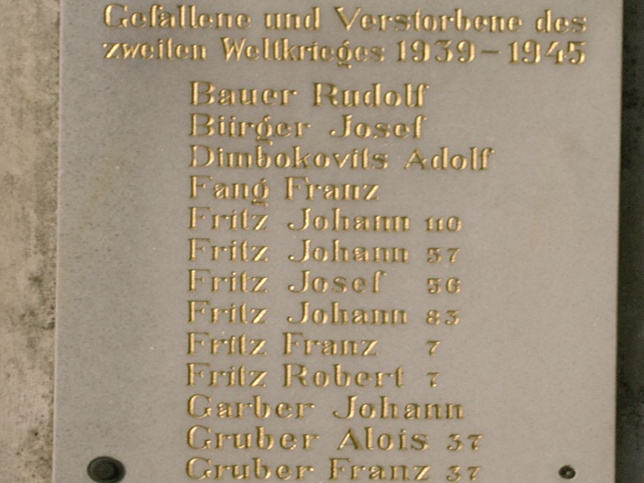 Gefallene und Verstorbene des
zweiten Weltkrieges 1939-1945
Bauer Rudolf
Bürger Josef
Dimbokovits Adolf
Fang Franz
Fritz Johann 110
Fritz Johann 57
Fritz Josef 56
Fritz Johann 83
Fritz Franz 7
Fritz Robert 7
Garber Johann
Gruber Alois 37
Gruber Franz 37